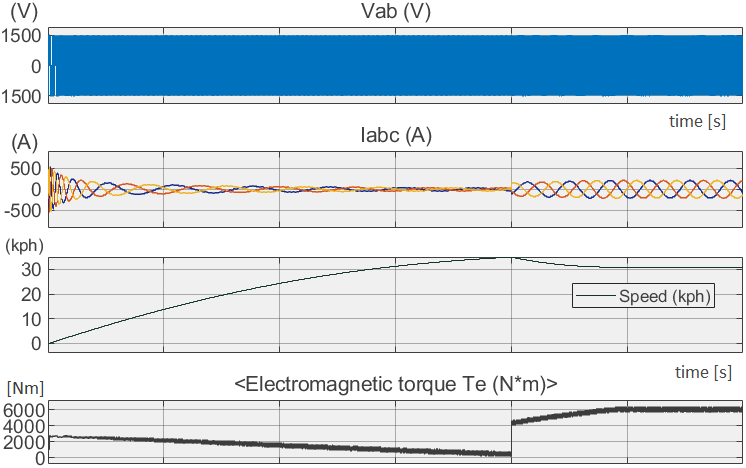 (V) Vab (V)
1500
0
1500
time [s]
(A) Iabc (A)
500
0
-500
(kph)
30
20
10
0
Speed (kph)
time [s]
[Nm] <Electromagnetic torque Te (N*m)>
6000
4000
2000
0